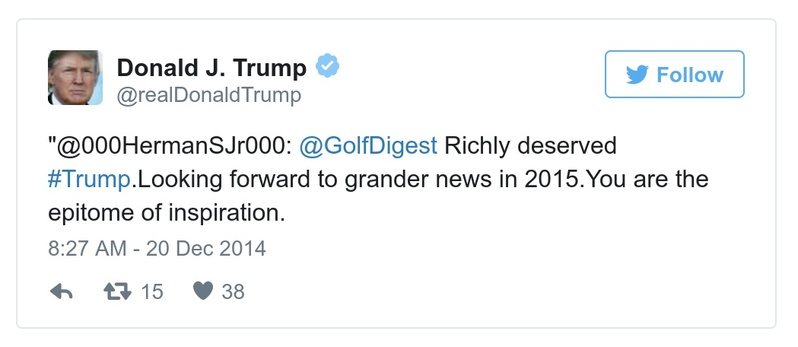 Donald J. Trump
@realDonaldTrump
Follow
"@000HermanSJr000: @GolfDigest Richly deserved
#Trump.Looking forward to grander news in 2015.You are the
epitome of inspiration.
8:27 AM - 20 Dec 2014
15 38